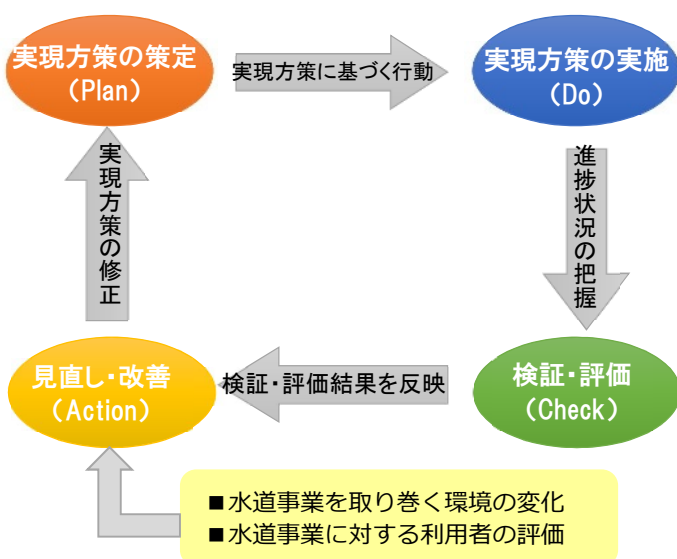 実現方策の策定
（Plan）
実現方策に基づく行動
実現方策の実施
（Do）
進捗状況の把握
検証・評価
（Check）
検証・評価結果を反映
見直し・改善
（Action）
実現方策の修正
■水道事業を取り巻く環境の変化
■水道事業に対する利用者の評価